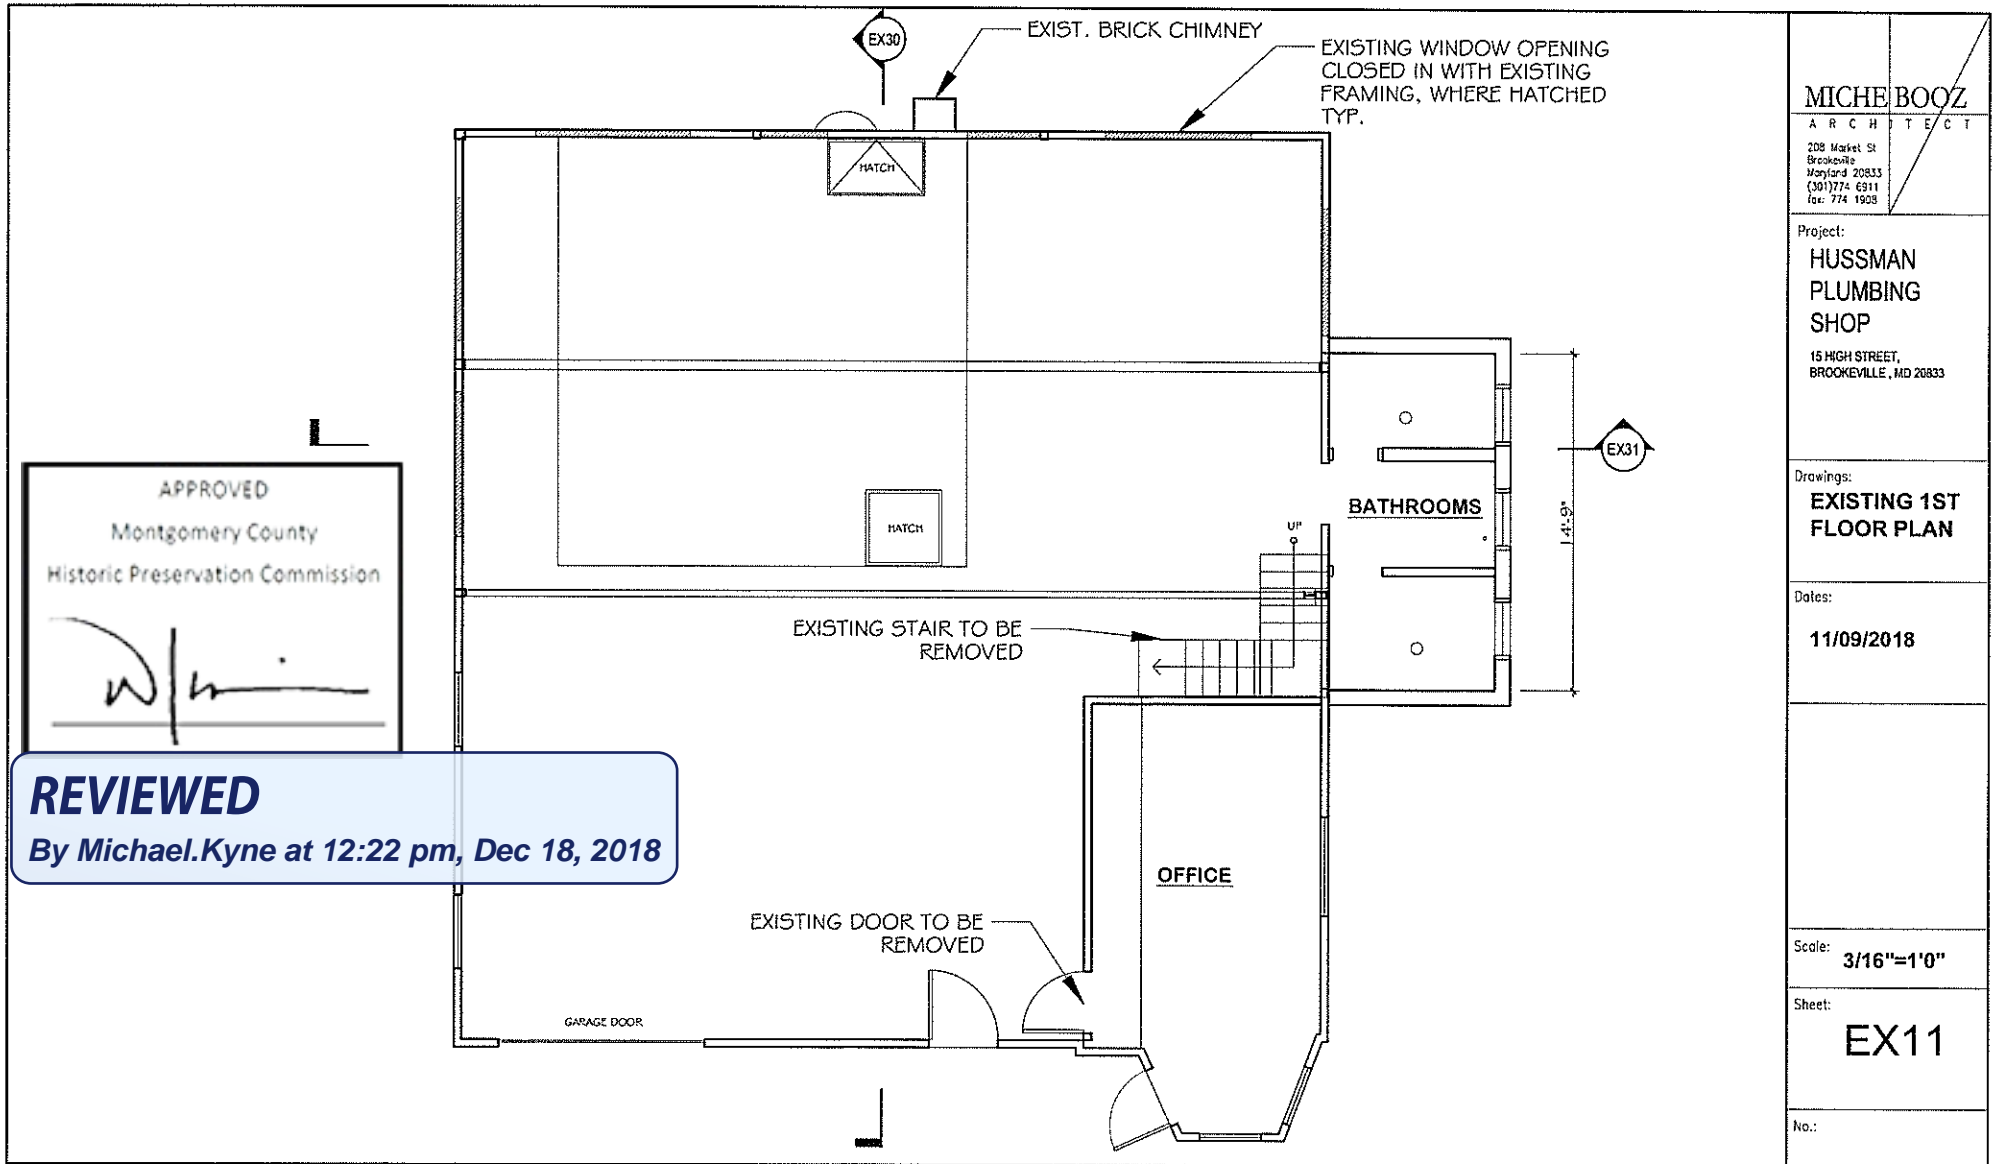 EX30
EXIST. BRICK CHIMNEY
EXISTING WINDOW OPENING
CLOSED IN WITH EXISTING
FRAMING, WHERE HATCHED
TYP.
HATCH
HATCH
UP
BATHROOMS
14'-9"
EX31
EXISTING STAIR TO BE
REMOVED
OFFICE
EXISTING DOOR TO BE
REMOVED
GARAGE DOOR
APPROVED
Montgomery County
Historic Preservation Commission
REVIEWED
By Michael.Kyne at 12:22 pm, Dec 18, 2018
MICHE BOOZ
ARCHITECT
208 Market St
Brookeville
Maryland 20833
(301)774 6911
fax: 774 1908
Project:
HUSSMAN
PLUMBING
SHOP
15 HIGH STREET,
BROOKEVILLE, MD 20833
Drawings:
EXISTING 1ST
FLOOR PLAN
Dates:
11/09/2018
Scale: 3/16"=1'0"
Sheet:
EX11
No.: